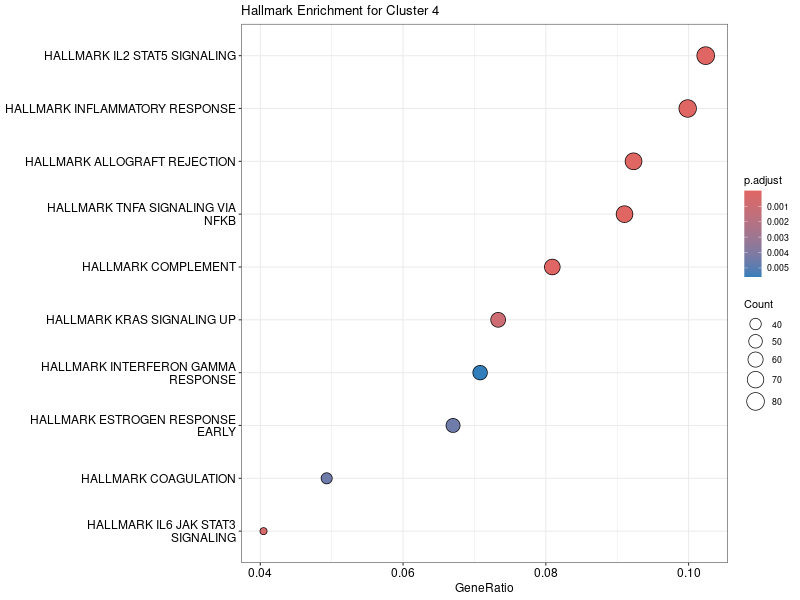 Hallmark Enrichment for Cluster 4
HALLMARK IL2 STAT5 SIGNALING
HALLMARK INFLAMMATORY RESPONSE
HALLMARK ALLOGRAFT REJECTION
HALLMARK TNFA SIGNALING VIA
NFKB
HALLMARK COMPLEMENT
HALLMARK KRAS SIGNALING UP
HALLMARK INTERFERON GAMMA
RESPONSE
HALLMARK ESTROGEN RESPONSE
EARLY
HALLMARK COAGULATION
HALLMARK IL6 JAK STAT3
SIGNALING
0.04 0.06 0.08 0.10
GeneRatio
p.adjust
0.001
0.002
0.003
0.004
0.005
Count
40
50
60
70
80